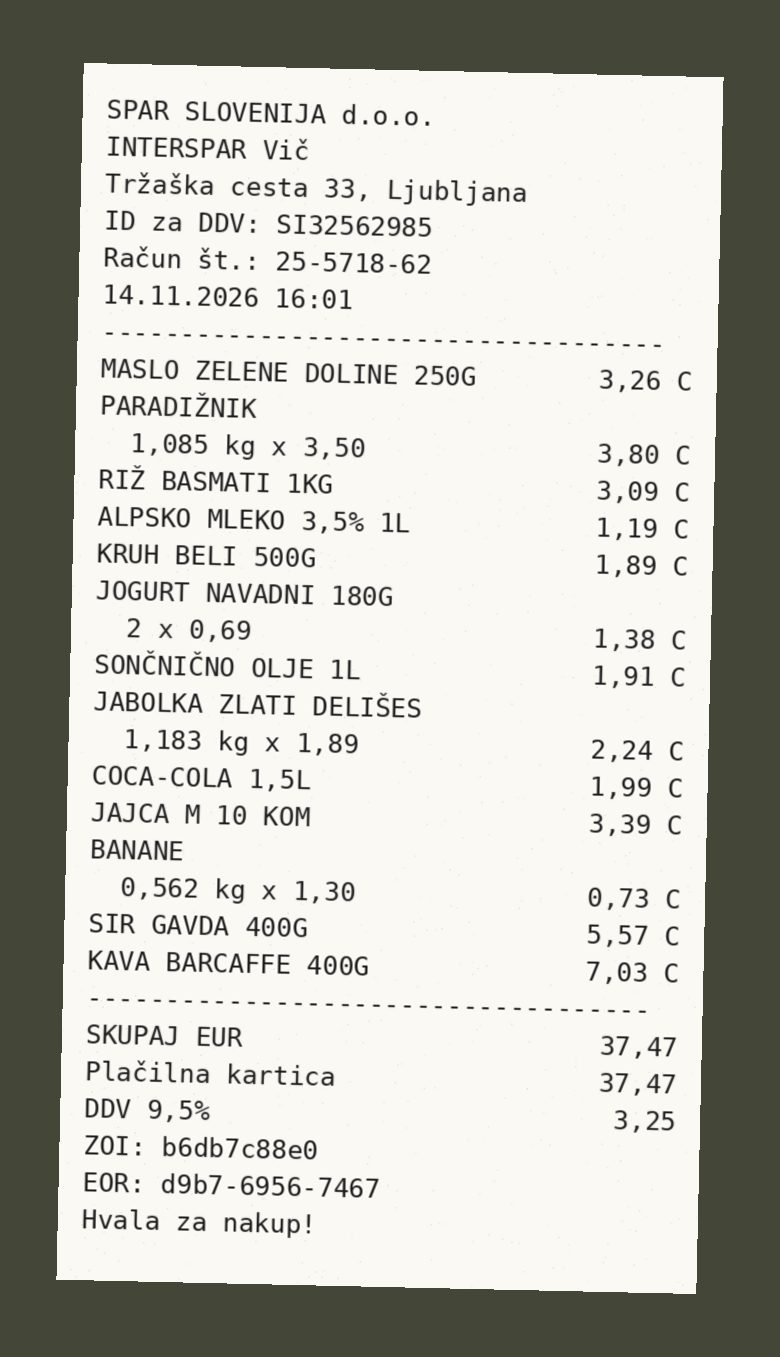 SPAR SLOVENIJA d.o.o.
INTERSPAR Vič
Tržaška cesta 33, Ljubljana
ID za DDV: SI32562985
Račun št.: 25-5718-62
14.11.2026 16:01
------------------------------------
MASLO ZELENE DOLINE 250G 3,26 C
PARADIŽNIK
1,085 kg x 3,50 3,80 C
RIŽ BASMATI 1KG 3,09 C
ALPSKO MLEKO 3,5% 1L 1,19 C
KRUH BELI 500G 1,89 C
JOGURT NAVADNI 180G
2 x 0,69 1,38 C
SONČNIČNO OLJE 1L 1,91 C
JABOLKA ZLATI DELIŠES
1,183 kg x 1,89 2,24 C
COCA-COLA 1,5L 1,99 C
JAJCA M 10 KOM 3,39 C
BANANE
0,562 kg x 1,30 0,73 C
SIR GAVDA 400G 5,57 C
KAVA BARCAFFE 400G 7,03 C
------------------------------------
SKUPAJ EUR 37,47
Plačilna kartica 37,47
DDV 9,5% 3,25
ZOI: b6db7c88e0
EOR: d9b7-6956-7467
Hvala za nakup!